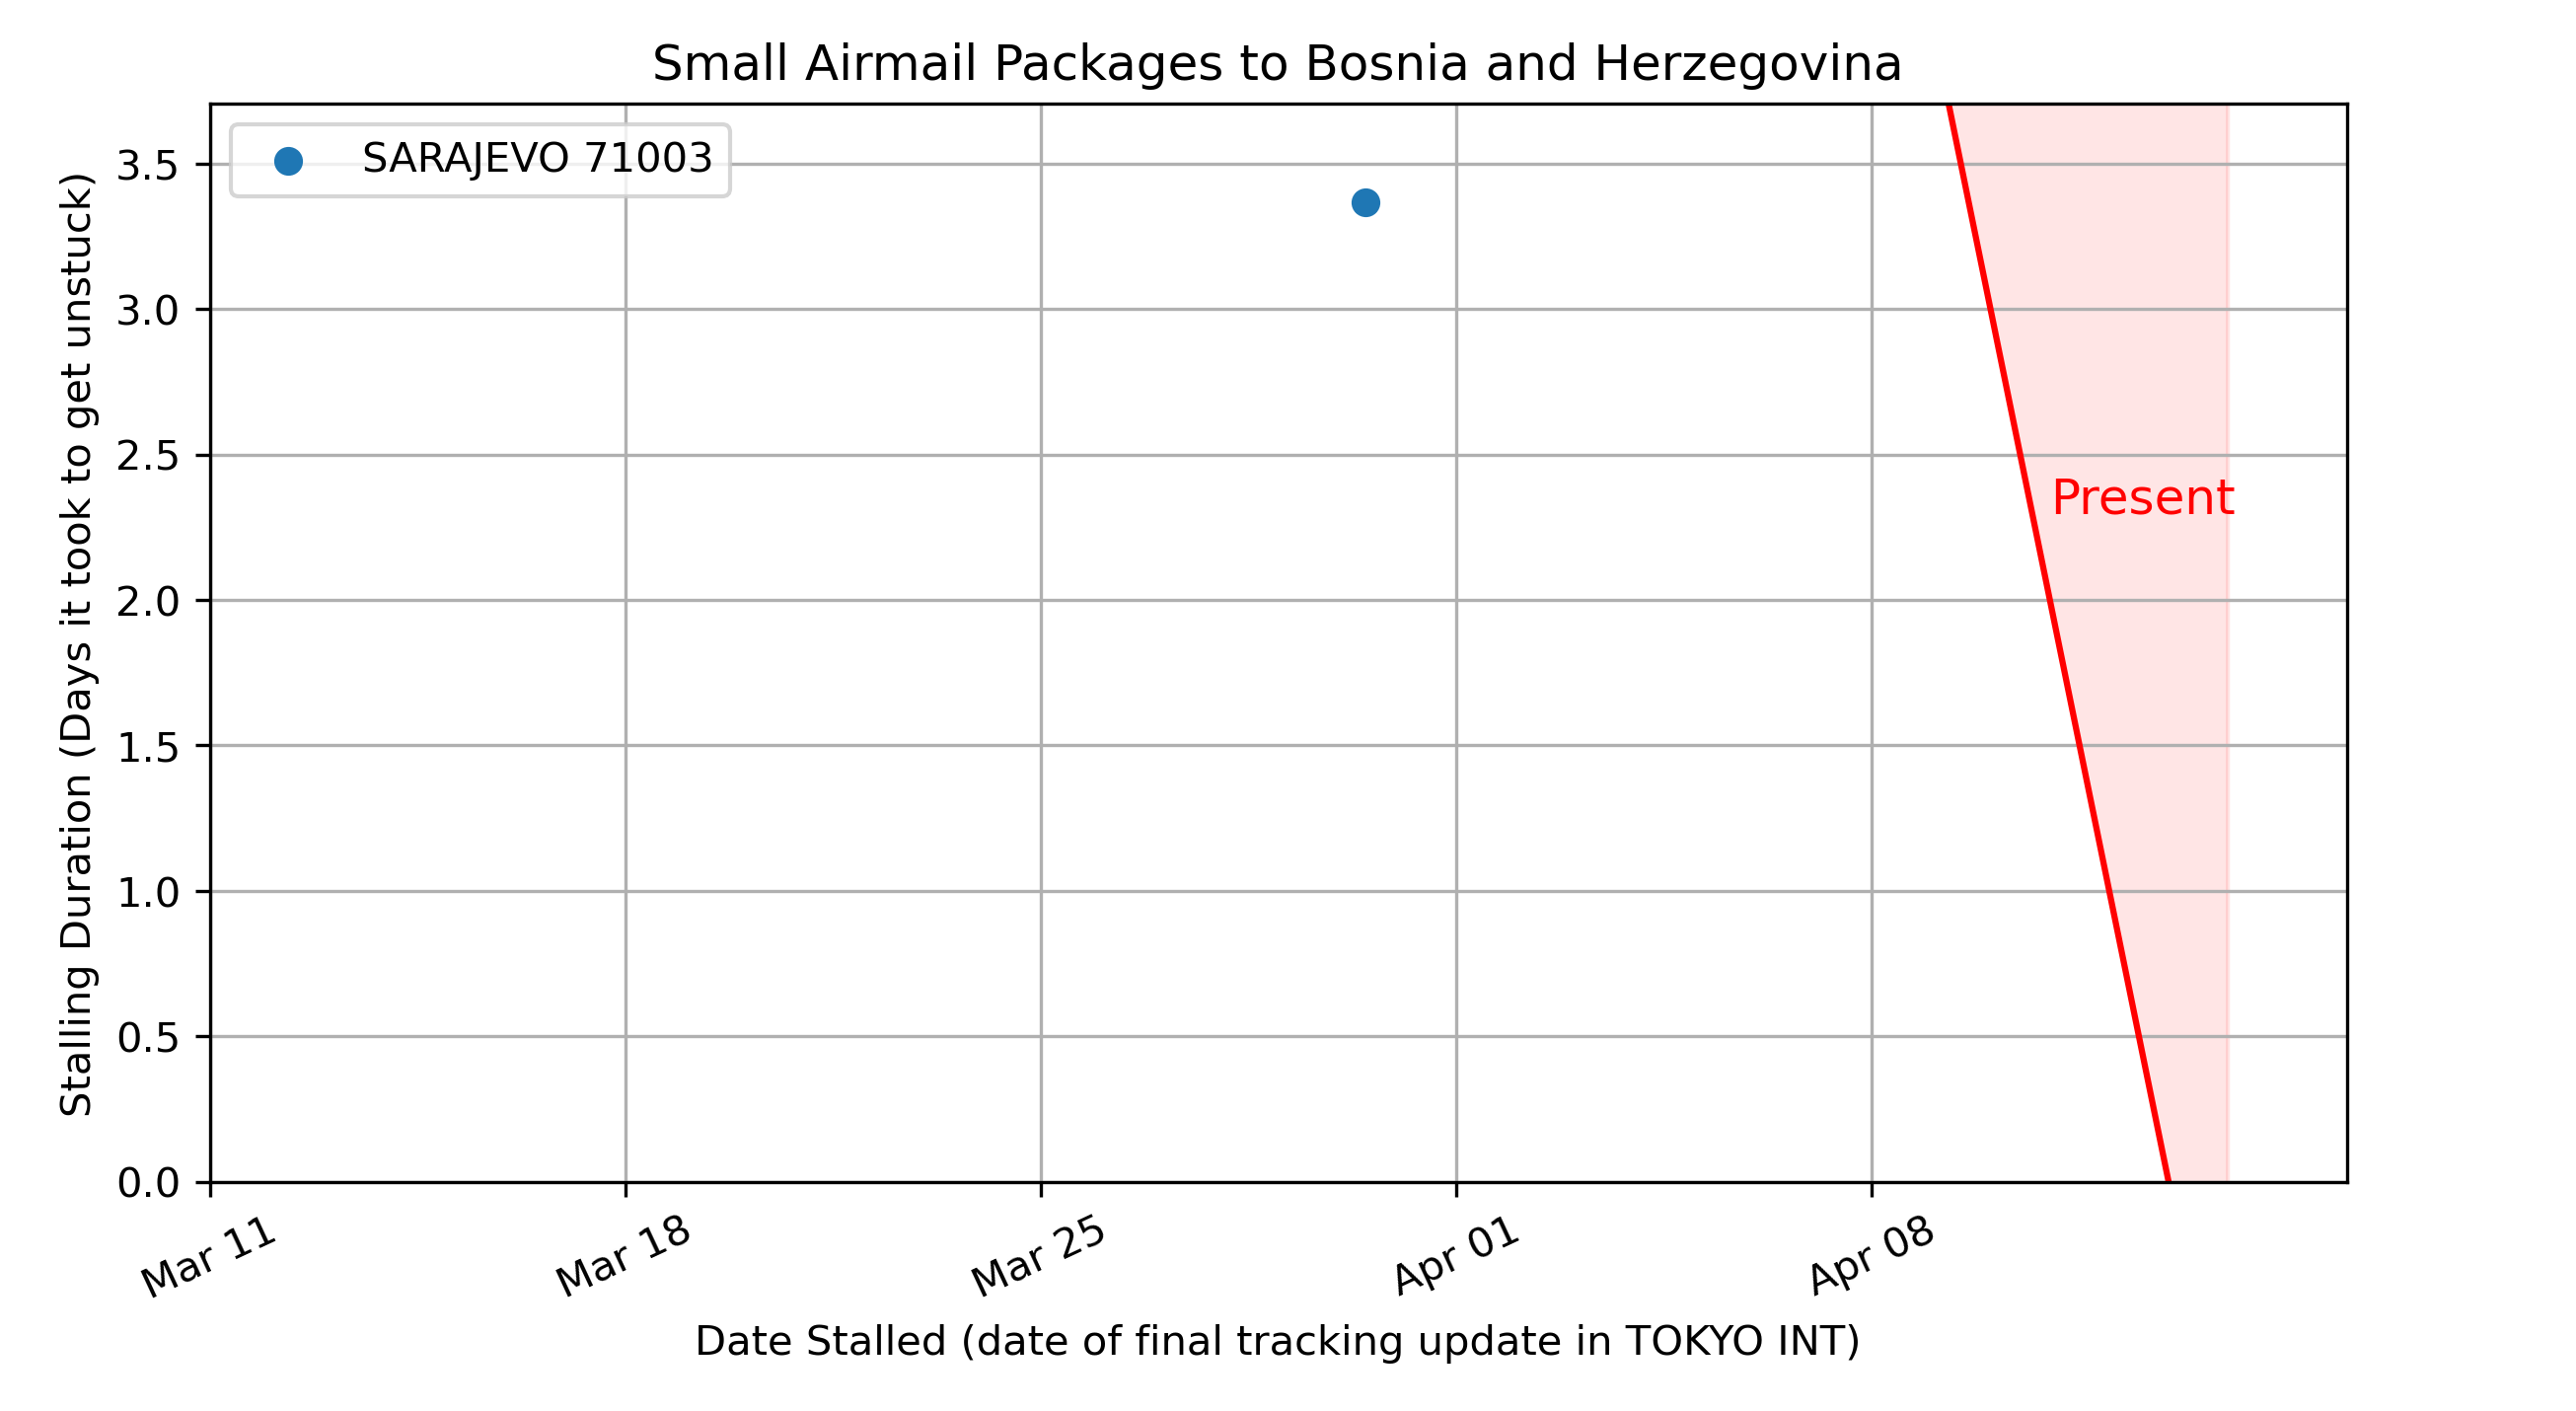 Small Airmail Packages to Bosnia and Herzegovina
SARAJEVO 71003
Stalling Duration (Days it took to get unstuck)
3.5
3.0
2.5
2.0
1.5
1.0
0.5
0.0
Present
Mar 11
Mar 18
Mar 25
Apr 01
Apr 08
Date Stalled (date of final tracking update in TOKYO INT)